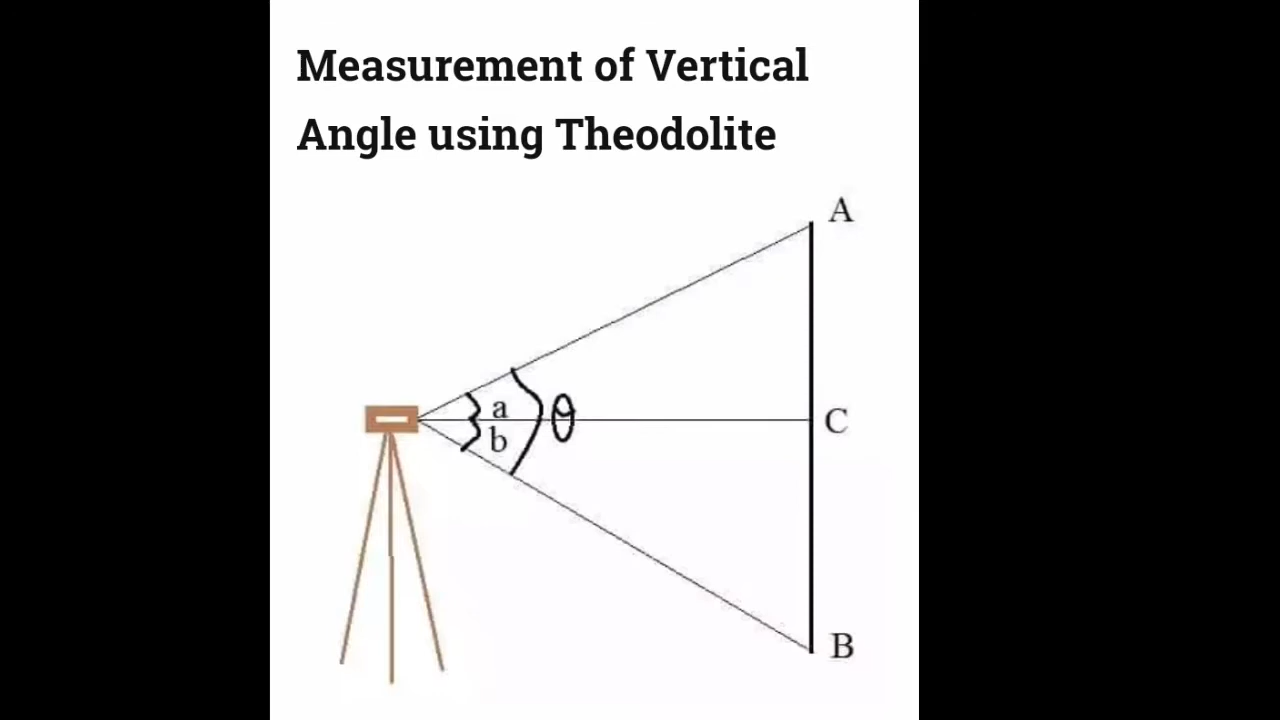 Measurement of Vertical
Angle using Theodolite
A
a
θ
C
b
B